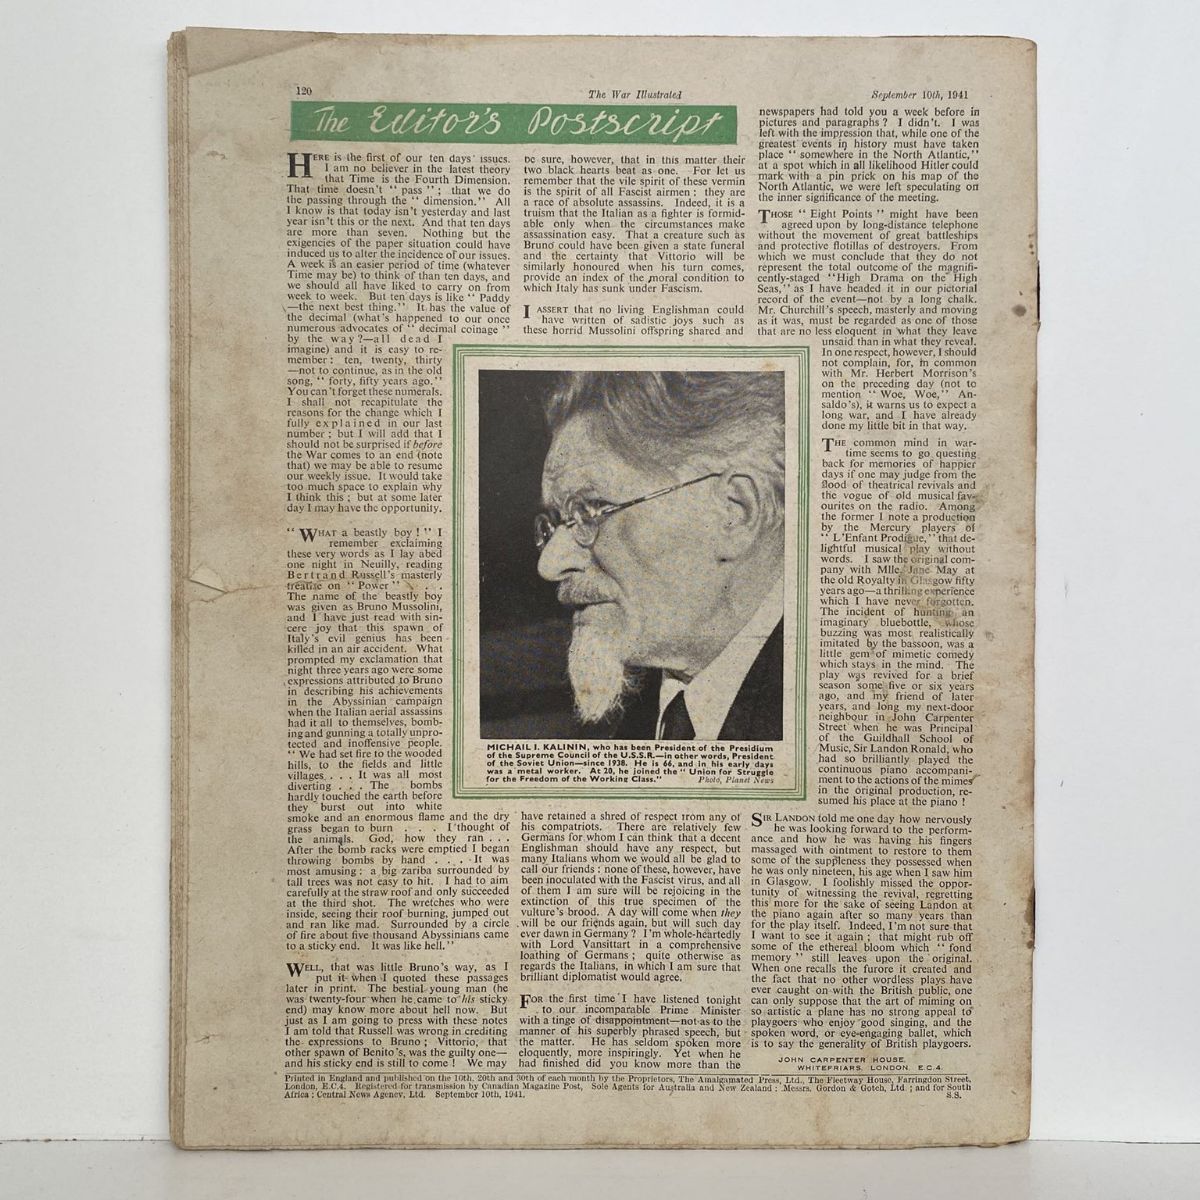 120
The War Illustrated
September 10th, 1941
The Editor's Postscript
HERE is the first of our ten days' issues.
I am no believer in the latest theory
that Time is the Fourth Dimension.
That time doesn't "pass"; that we do
the passing through the "dimension." All
I know is that today isn't yesterday and last
year isn't this or the next. And that ten days
are more than seven. Nothing but the
exigencies of the paper situation could have
induced us to alter the incidence of our issues.
A week is an easier period of time (whatever
Time may be) to think of than ten days, and
we should all have liked to carry on from
week to week. But ten days is like "Paddy
—the next best thing." It has the value of
the decimal (what's happened to our once
numerous advocates of "decimal coinage"
by the way?—all dead I
imagine) and it is easy to re-
member: ten, twenty, thirty
—not to continue, as in the old
song, "forty, fifty years ago."
You can't forget these numerals.
I shall not recapitulate the
reasons for the change which I
fully explained in our last
number; but I will add that I
should not be surprised if before
the War comes to an end (note
that) we may be able to resume
our weekly issue. It would take
too much space to explain why
I think this; but at some later
day I may have the opportunity.
"WHAT a beastly boy!" I
remember exclaiming
these very words as I lay abed
one night in Neuilly, reading
Bertrand Russell's masterly
treatise on "Power" . . .
The name of the beastly boy
was given as Bruno Mussolini,
and I have just read with sin-
cere joy that this spawn of
Italy's evil genius has been
killed in an air accident. What
prompted my exclamation that
night three years ago were some
expressions attributed to Bruno
in describing his achievements
in the Abyssinian campaign
when the Italian aerial assassins
had it all to themselves, bomb-
ing and gunning a totally unpro-
tected and inoffensive people.
"We had set fire to the wooded
hills, to the fields and little
villages . . . It was all most
diverting . . . The bombs
hardly touched the earth before
they burst out into white
smoke and an enormous flame and the dry
grass began to burn . . . I thought of
the animals. God, how they ran . . .
After the bomb racks were emptied I began
throwing bombs by hand . . . . It was
most amusing: a big zariba surrounded by
tall trees was not easy to hit. I had to aim
carefully at the straw roof and only succeeded
at the third shot. The wretches who were
inside, seeing their roof burning, jumped out
and ran like mad. Surrounded by a circle
of fire about five thousand Abyssinians came
to a sticky end. It was like hell."
WELL, that was little Bruno's way, as I
put it when I quoted these passages
later in print. The bestial young man (he
was twenty-four when he came to his sticky
end) may know more about hell now. But
just as I am going to press with these notes
I am told that Russell was wrong in crediting
the expressions to Bruno; Vittorio, that
other spawn of Benito's, was the guilty one—
and his sticky end is still to come! We may
be sure, however, that in this matter their
two black hearts beat as one. For let us
remember that the vile spirit of these vermin
is the spirit of all Fascist airmen: they are
a race of absolute assassins. Indeed, it is a
truism that the Italian as a fighter is formid-
able only when the circumstances make
assassination easy. That a creature such as
Bruno could have been given a state funeral
and the certainty that Vittorio will be
similarly honoured when his turn comes,
provide an index of the moral condition to
which Italy has sunk under Fascism.
I ASSERT that no living Englishman could
have written of sadistic joys such as
these horrid Mussolini offspring shared and
MICHAIL I. KALININ, who has been President of the Presidium
of the Supreme Council of the U.S.S.R.—in other words, President
of the Soviet Union—since 1938. He is 66, and in his early days
was a metal worker. At 20, he joined the "Union for Struggle
for the Freedom of the Working Class." Photo, Planet News
have retained a shred of respect from any of
his compatriots. There are relatively few
Germans for whom I can think that a decent
Englishman should have any respect, but
many Italians whom we would all be glad to
call our friends: none of these, however, have
been inoculated with the Fascist virus, and all
of them I am sure will be rejoicing in the
extinction of this true specimen of the
vulture's brood. A day will come when they
will be our friends again, but will such day
ever dawn in Germany? I'm whole-heartedly
with Lord Vansittart in a comprehensive
loathing of Germans; quite otherwise as
regards the Italians, in which I am sure that
brilliant diplomatist would agree.
FOR the first time I have listened tonight
to our incomparable Prime Minister
with a tinge of disappointment—not as to the
manner of his superbly phrased speech, but
the matter. He has seldom spoken more
eloquently, more inspiringly. Yet when he
had finished did you know more than the
newspapers had told you a week before in
pictures and paragraphs? I didn't. I was
left with the impression that, while one of the
greatest events in history must have taken
place "somewhere in the North Atlantic,"
at a spot which in all likelihood Hitler could
mark with a pin prick on his map of the
North Atlantic, we were left speculating on
the inner significance of the meeting.
THOSE "Eight Points" might have been
agreed upon by long-distance telephone
without the movement of great battleships
and protective flotillas of destroyers. From
which we must conclude that they do not
represent the total outcome of the magnifi-
cently-staged "High Drama on the High
Seas," as I have headed it in our pictorial
record of the event—not by a long chalk.
Mr. Churchill's speech, masterly and moving
as it was, must be regarded as one of those
that are no less eloquent in what they leave
unsaid than in what they reveal.
In one respect, however, I should
not complain, for, in common
with Mr. Herbert Morrison's
on the preceding day (not to
mention "Woe, Woe," An-
saldo's), it warns us to expect a
long war, and I have already
done my little bit in that way.
THE common mind in war-
time seems to go questing
back for memories of happier
days if one may judge from the
flood of theatrical revivals and
the vogue of old musical fav-
ourites on the radio. Among
the former I note a production
by the Mercury players of
"L'Enfant Prodigue," that de-
lightful musical play without
words. I saw the original com-
pany with Mlle. Jane May at
the old Royalty in Glasgow fifty
years ago—a thrilling experience
which I have never forgotten.
The incident of hunting an
imaginary bluebottle, whose
buzzing was most realistically
imitated by the bassoon, was a
little gem of mimetic comedy
which stays in the mind. The
play was revived for a brief
season some five or six years
ago, and my friend of later
years, and long my next-door
neighbour in John Carpenter
Street when he was Principal
of the Guildhall School of
Music, Sir Landon Ronald, who
had so brilliantly played the
continuous piano accompani-
ment to the actions of the mimes
in the original production, re-
sumed his place at the piano!
SIR LANDON told me one day how nervously
he was looking forward to the perform-
ance and how he was having his fingers
massaged with ointment to restore to them
some of the suppleness they possessed when
he was only nineteen, his age when I saw him
in Glasgow. I foolishly missed the oppor-
tunity of witnessing the revival, regretting
this more for the sake of seeing Landon at
the piano again after so many years than
for the play itself. Indeed, I'm not sure that
I want to see it again; that might rub off
some of the ethereal bloom which "fond
memory" still leaves upon the original.
When one recalls the furore it created and
the fact that no other wordless plays have
ever caught on with the British public, one
can only suppose that the art of miming on
so artistic a plane has no strong appeal to
playgoers who enjoy good singing, and the
spoken word, or eye-engaging ballet, which
is to say the generality of British playgoers.
JOHN CARPENTER HOUSE,
WHITEFRIARS, LONDON, E.C.4.
Printed in England and published on the 10th, 20th and 30th of each month by the Proprietors, The Amalgamated Press, Ltd., The Fleetway House, Farringdon Street,
London, E.C.4. Registered for transmission by Canadian Magazine Post. Sole Agents for Australia and New Zealand: Messrs. Gordon & Gotch, Ltd.; and for South
Africa: Central News Agency, Ltd. September 10th, 1941. S.S.